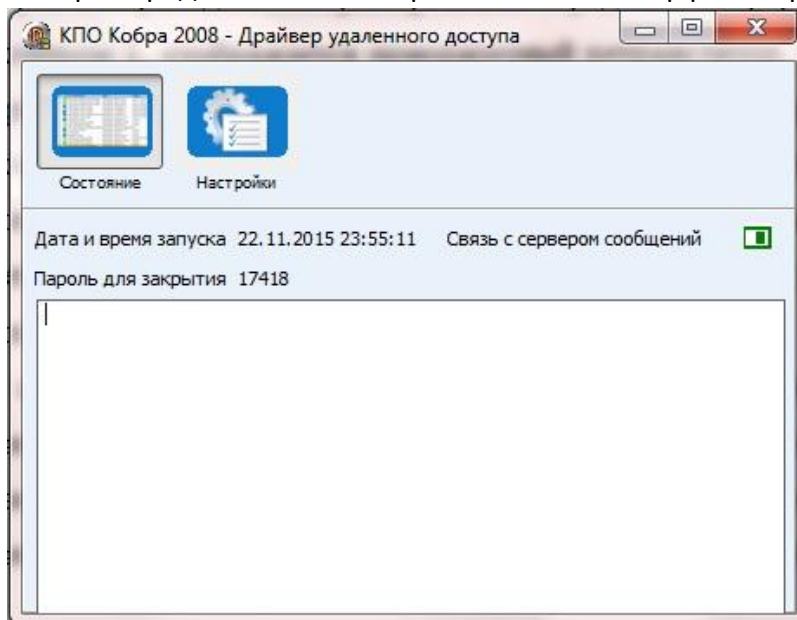 КПО Кобра 2008 - Драйвер удаленного доступа
Состояние Настройки
Дата и время запуска 22.11.2015 23:55:11 Связь с сервером сообщений
Пароль для закрытия 17418